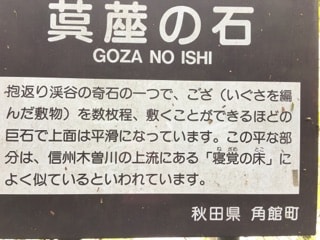 茣蓙の石
GOZA NO ISHI
抱返り渓谷の奇石の一つで、ござ（いぐさを編
んだ敷物）を数枚程、敷くことができるほどの
巨石で上面は平滑になっています。この平な部
分は、信州木曽川の上流にある「寝覚の床」に
よく似ているといわれています。
秋田県 角館町